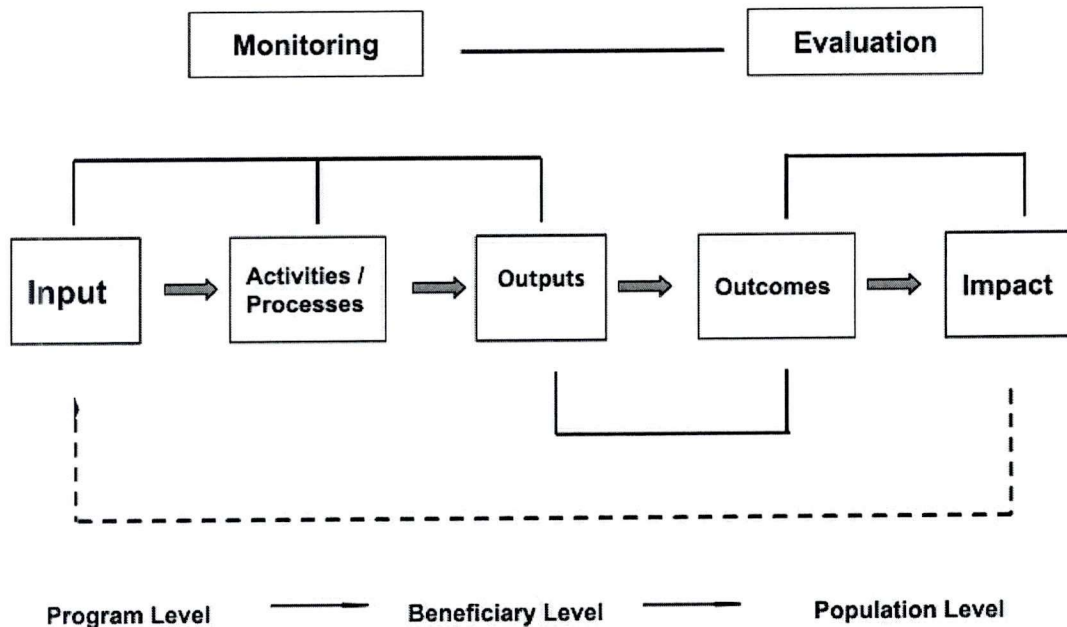 Monitoring
Evaluation
Input
Activities /
Processes
Outputs
Outcomes
Impact
Program Level
Beneficiary Level
Population Level